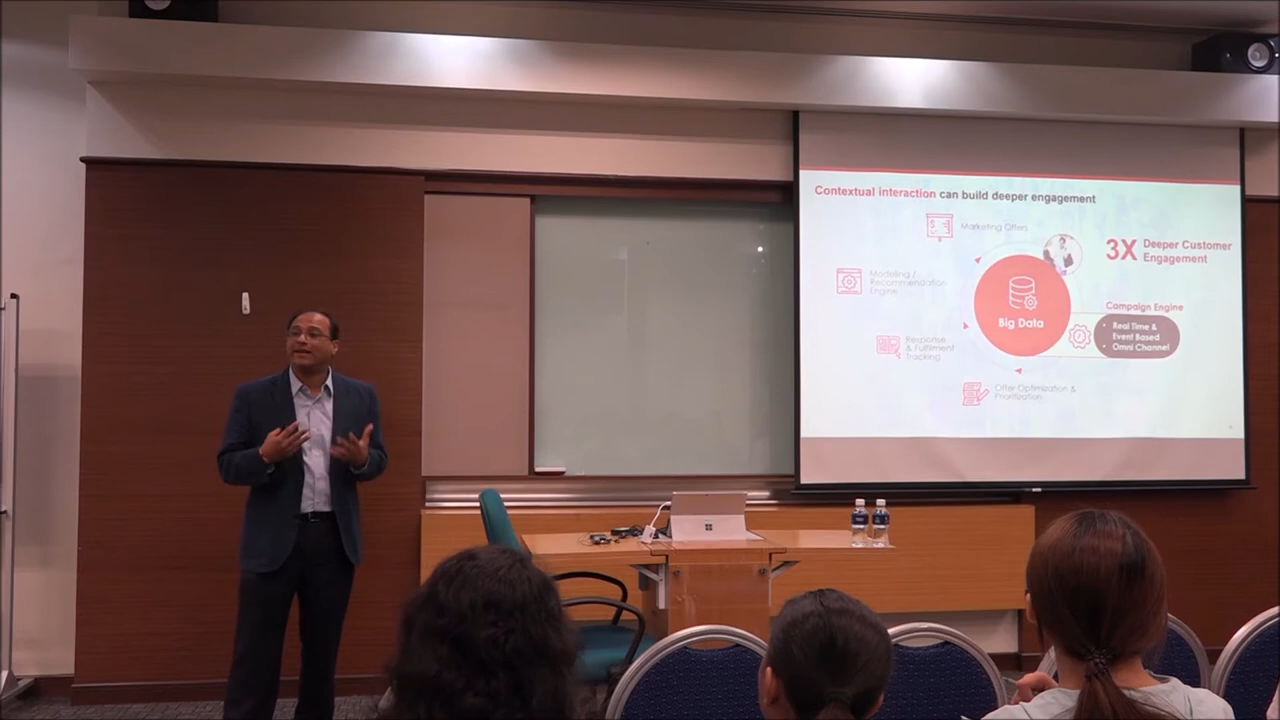 Contextual interaction can build deeper engagement
Marketing Offers
3X Deeper Customer
Engagement
Modeling /
Recommendation
Engine
Big Data
Campaign Engine
• Real Time &
Event Based
• Omni Channel
Response
& Fulfilment
Tracking
Offer Optimization &
Prioritization